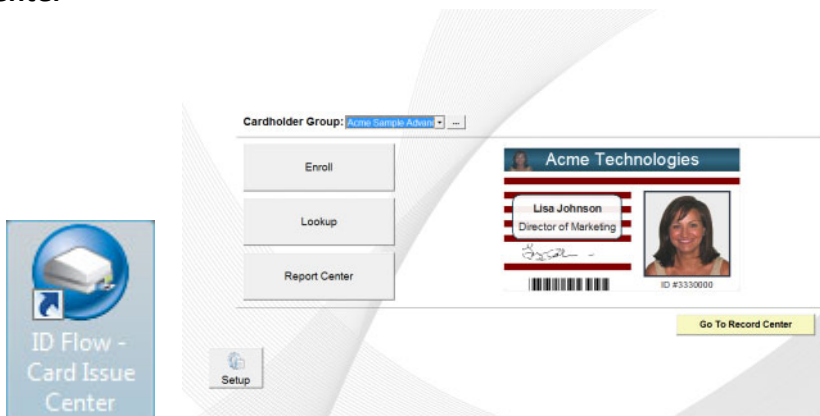 Cardholder Group: Acme Sample Advanc ...
Enroll
Lookup
Report Center
Acme Technologies
Lisa Johnson
Director of Marketing
ID #3330000
Go To Record Center
Setup
ID Flow -
Card Issue
Center